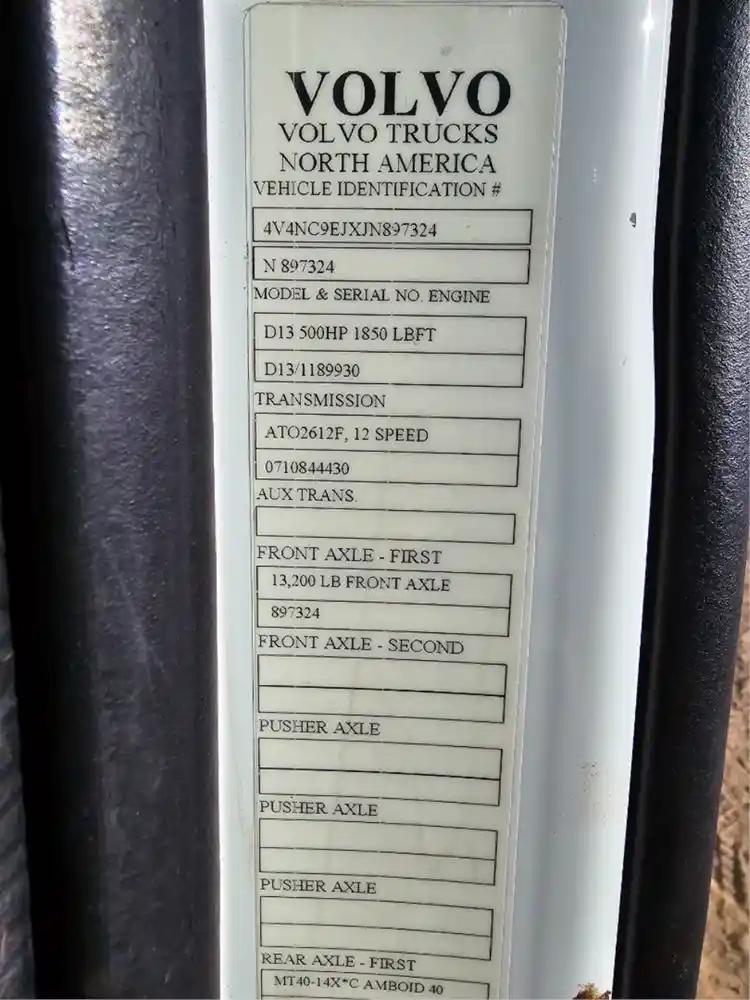 VOLVO
VOLVO TRUCKS
NORTH AMERICA
VEHICLE IDENTIFICATION #
4V4NC9EJXJN897324
N 897324
MODEL & SERIAL NO. ENGINE
D13 500HP 1850 LBFT
D13/1189930
TRANSMISSION
ATO2612F, 12 SPEED
0710844430
AUX TRANS.
FRONT AXLE - FIRST
13,200 LB FRONT AXLE
897324
FRONT AXLE - SECOND
PUSHER AXLE
PUSHER AXLE
PUSHER AXLE
REAR AXLE - FIRST
MT40-14X*C AMBOID 40